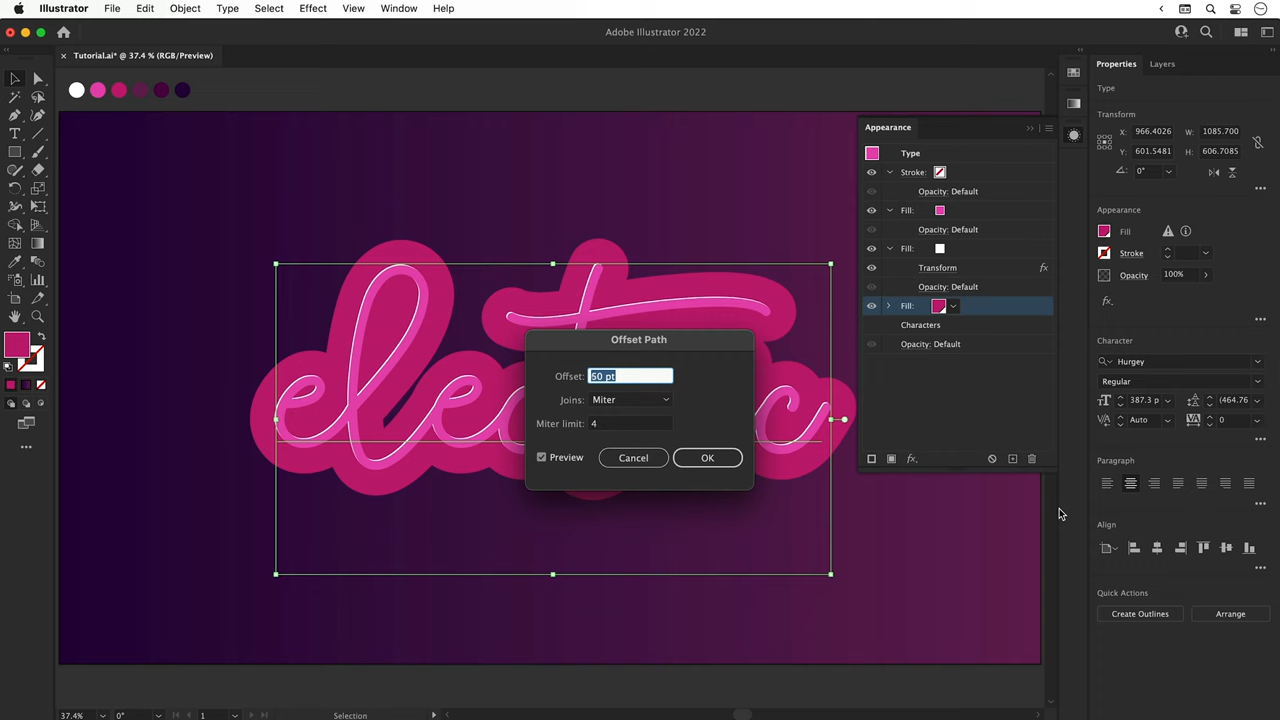 Illustrator File Edit Object Type Select Effect View Window Help
Adobe Illustrator 2022
Tutorial.ai* @ 37.4 % (RGB/Preview)
Properties Layers
Type
Transform
X: 966.4026 W: 1085.700
Y: 601.5481 H: 606.7085
0°
Appearance
Fill
Stroke
Opacity 100%
fx.
Character
Hurgey
Regular
387.3 p (464.76
Auto 0
Paragraph
Align
Quick Actions
Create Outlines Arrange
Appearance
Type
Stroke:
Opacity: Default
Fill:
Opacity: Default
Fill:
Transform fx
Opacity: Default
Fill:
Characters
Opacity: Default
fx.
Offset Path
Offset: 50 pt
Joins: Miter
Miter limit: 4
Preview Cancel OK
37.4% 0° 1 Selection